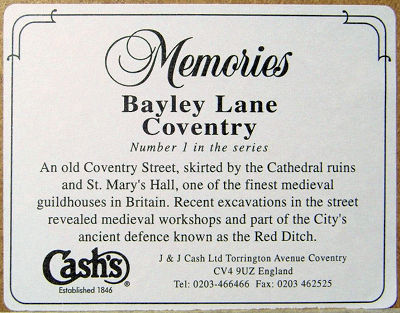 Memories
Bayley Lane
Coventry
Number 1 in the series
An old Coventry Street, skirted by the Cathedral ruins
and St. Mary's Hall, one of the finest medieval
guildhouses in Britain. Recent excavations in the street
revealed medieval workshops and part of the City's
ancient defence known as the Red Ditch.
Cash's®
Established 1846
J & J Cash Ltd Torrington Avenue Coventry
CV4 9UZ England
Tel: 0203-466466 Fax: 0203 462525